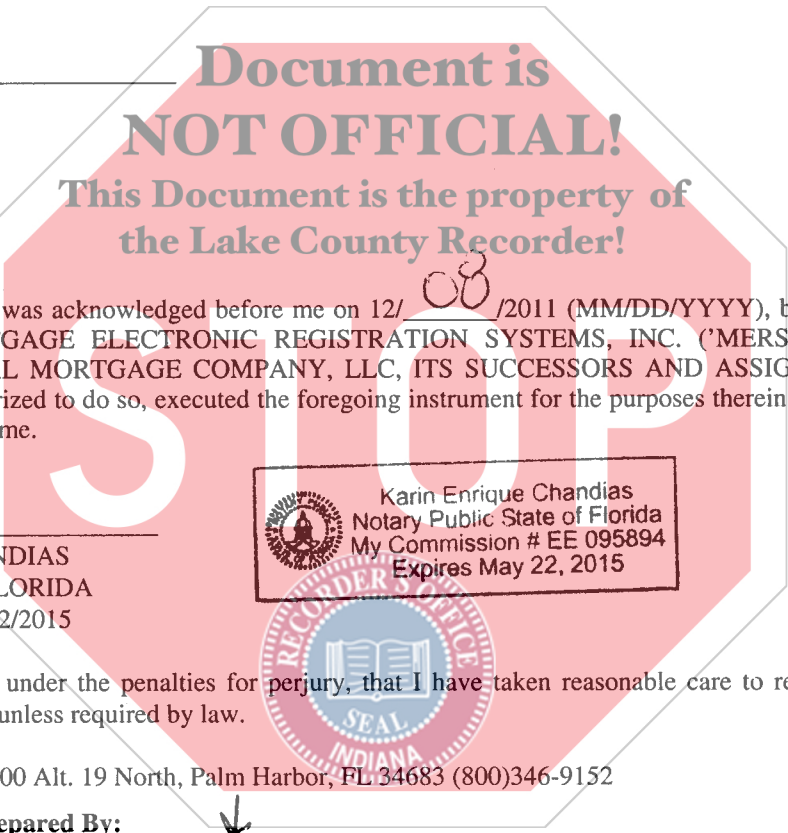 Document is
NOT OFFICIAL!
This Document is the property of
the Lake County Recorder!
was acknowledged before me on 12/ 08 /2011 (MM/DD/YYYY), b
GAGE ELECTRONIC REGISTRATION SYSTEMS, INC. ('MERS
L MORTGAGE COMPANY, LLC, ITS SUCCESSORS AND ASSIG
rized to do so, executed the foregoing instrument for the purposes therein
me.
STOP
Karin Enrique Chandias
Notary Public State of Florida
My Commission # EE 095894
Expires May 22, 2015
NDIAS
LORIDA
2/2015
RECORDER'S OFFICE
SEAL
INDIANA
under the penalties for perjury, that I have taken reasonable care to re
unless required by law.
00 Alt. 19 North, Palm Harbor, FL 34683 (800)346-9152
epared By: